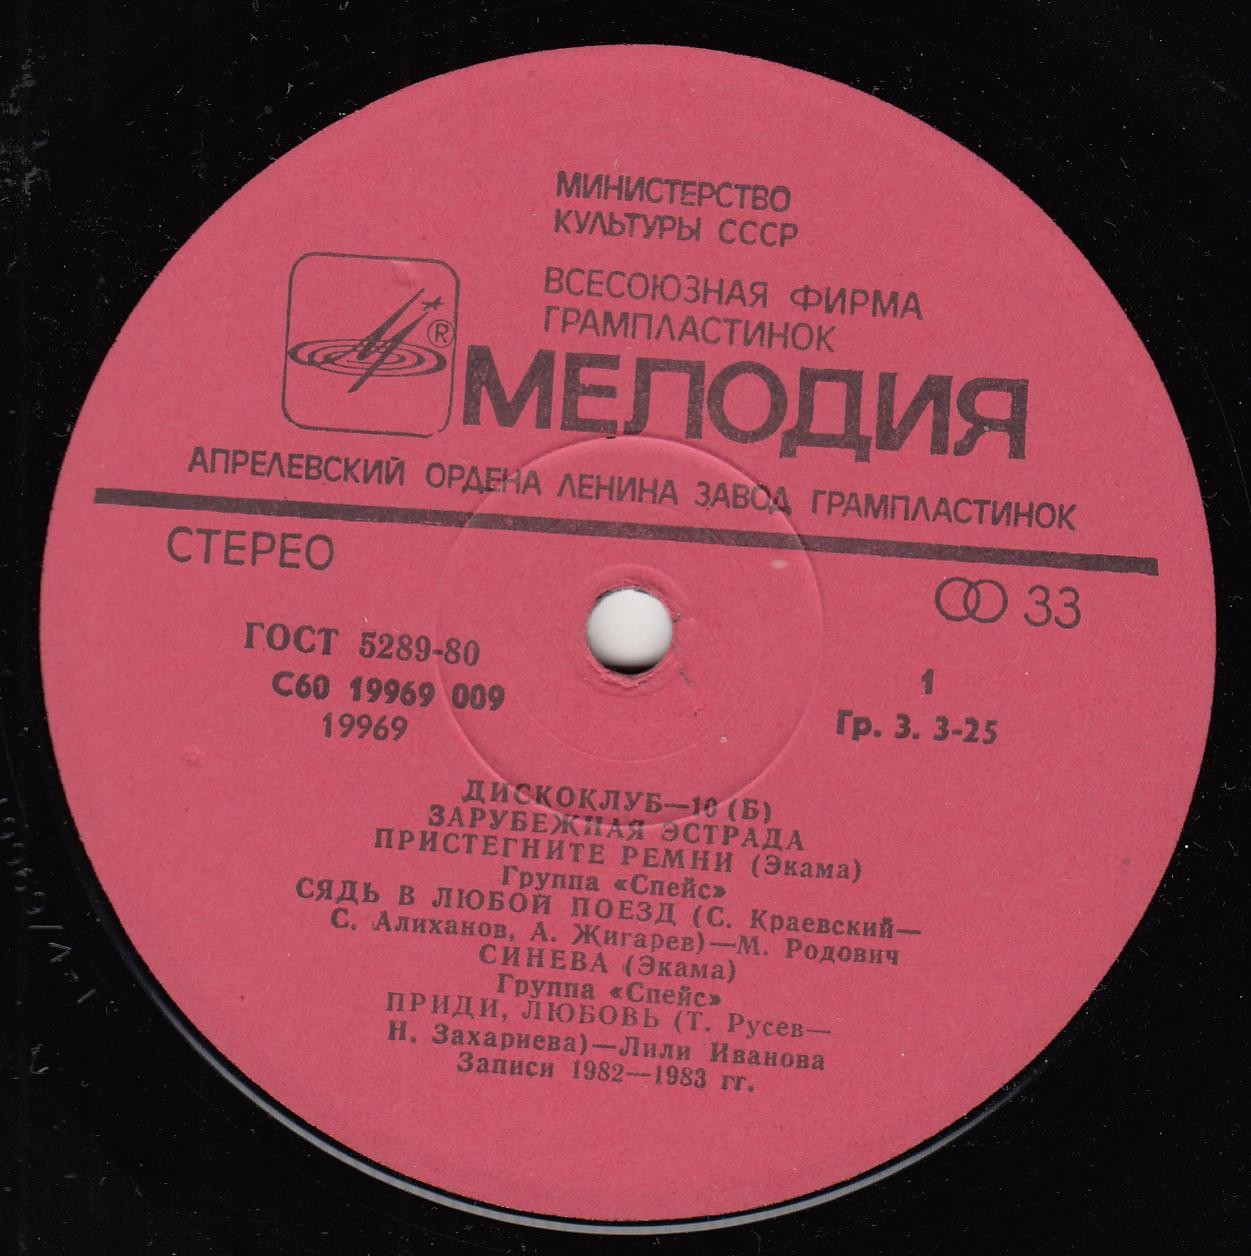 МИНИСТЕРСТВО
КУЛЬТУРЫ СССР
ВСЕСОЮЗНАЯ ФИРМА
ГРАМПЛАСТИНОК
®
МЕЛОДИЯ
АПРЕЛЕВСКИЙ ОРДЕНА ЛЕНИНА ЗАВОД ГРАМПЛАСТИНОК
СТЕРЕО
33
ГОСТ 5289-80
С60 19969 009
19969
1
Гр. 3. 3-25
ДИСКОКЛУБ—10 (Б)
ЗАРУБЕЖНАЯ ЭСТРАДА
ПРИСТЕГНИТЕ РЕМНИ (Экама)
Группа «Спейс»
СЯДЬ В ЛЮБОЙ ПОЕЗД (С. Краевский—
С. Алиханов, А. Жигарев)—М. Родович
СИНЕВА (Экама)
Группа «Спейс»
ПРИДИ, ЛЮБОВЬ (Т. Русев—
Н. Захариева)—Лили Иванова
Записи 1982—1983 гг.